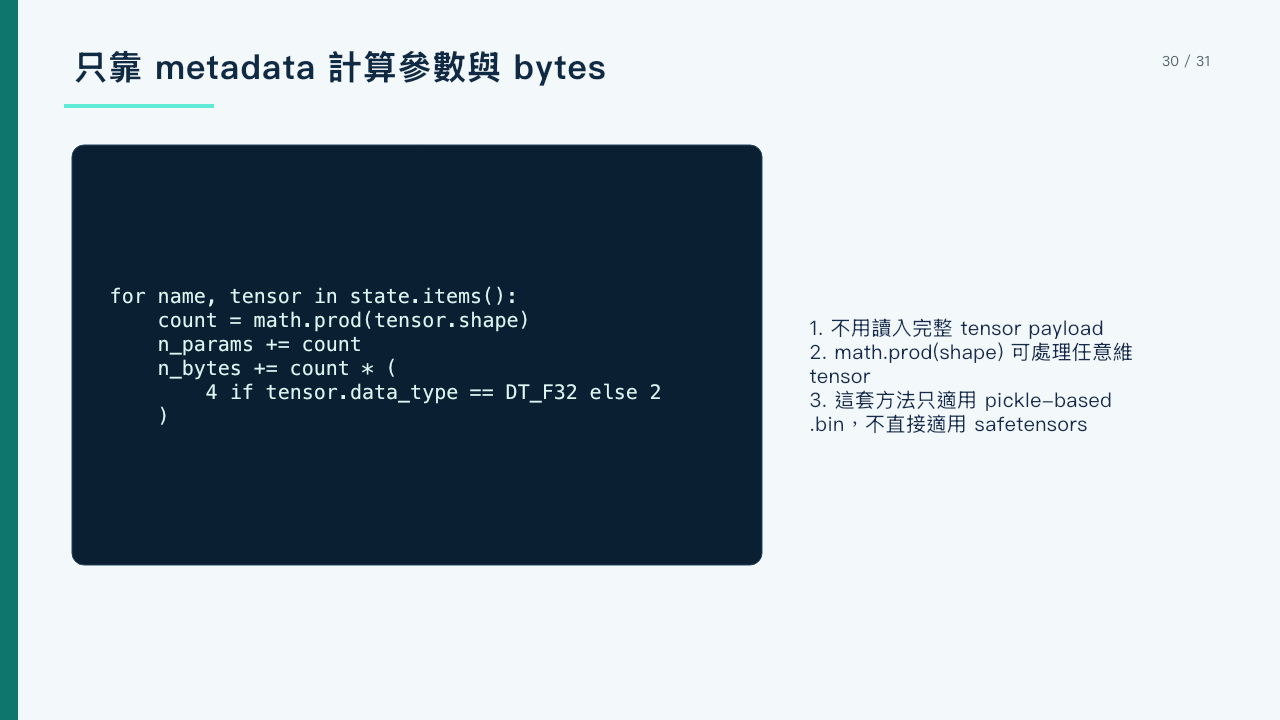 只靠 metadata 計算參數與 bytes
30 / 31
for name, tensor in state.items():
    count = math.prod(tensor.shape)
    n_params += count
    n_bytes += count * (
        4 if tensor.data_type == DT_F32 else 2
    )
1. 不用讀入完整 tensor payload
2. math.prod(shape) 可處理任意維
tensor
3. 這套方法只適用 pickle–based
.bin，不直接適用 safetensors